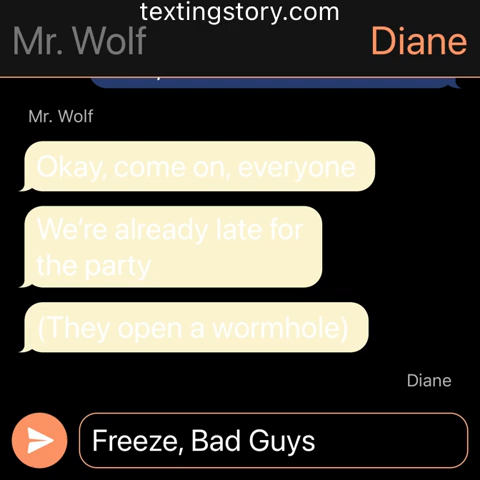 textingstory.com
Mr. Wolf
Diane
Mr. Wolf
Okay, come on, everyone
We're already late for
the party
(They open a wormhole)
Diane
Freeze, Bad Guys